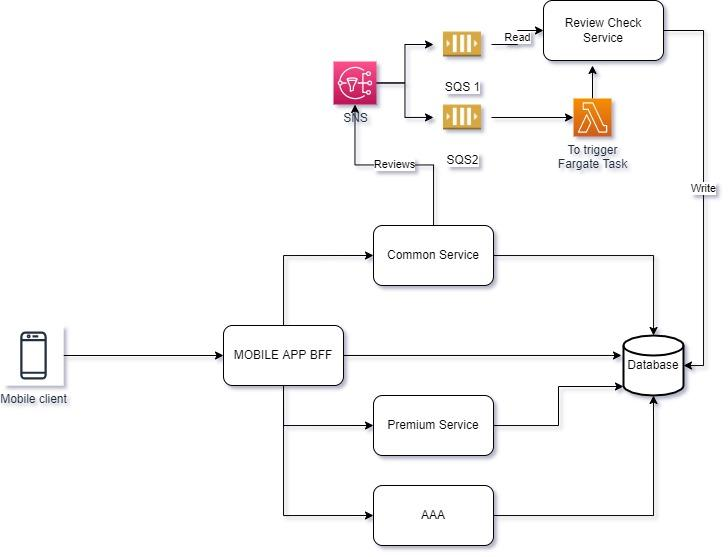 Review Check
Service
Read
SQS 1
SNS
SQS2
To trigger
Fargate Task
Reviews
Write
Common Service
MOBILE APP BFF
Database
Mobile client
Premium Service
AAA